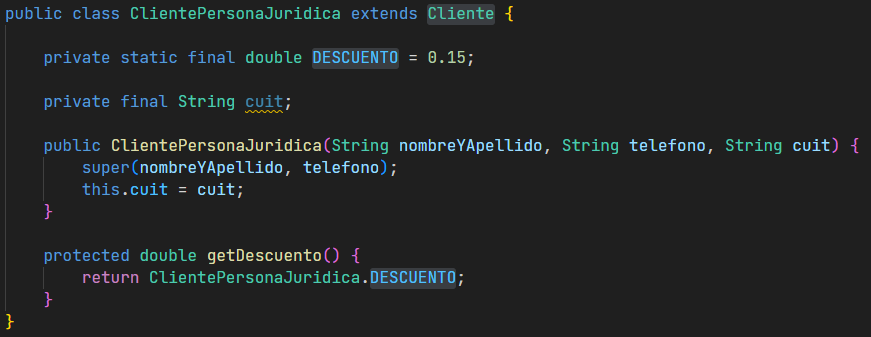 public class ClientePersonaJuridica extends Cliente {
private static final double DESCUENTO = 0.15;
private final String cuit;
public ClientePersonaJuridica(String nombreYApellido, String telefono, String cuit) {
super(nombreYApellido, telefono);
this.cuit = cuit;
}
protected double getDescuento() {
return ClientePersonaJuridica.DESCUENTO;
}
}